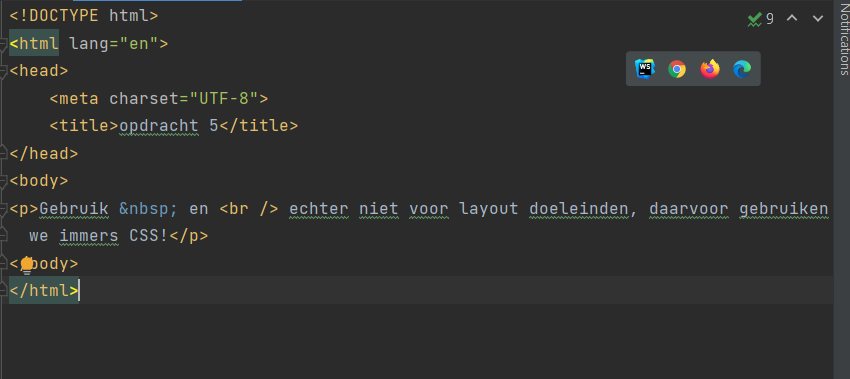 <!DOCTYPE html>
9
Notifications
<html lang="en">
WS
<head>
<meta charset="UTF-8">
<title>opdracht 5</title>
</head>
<body>
<p>Gebruik &nbsp; en <br /> echter niet voor layout doeleinden, daarvoor gebruiken
we immers CSS!</p>
</body>
</html>